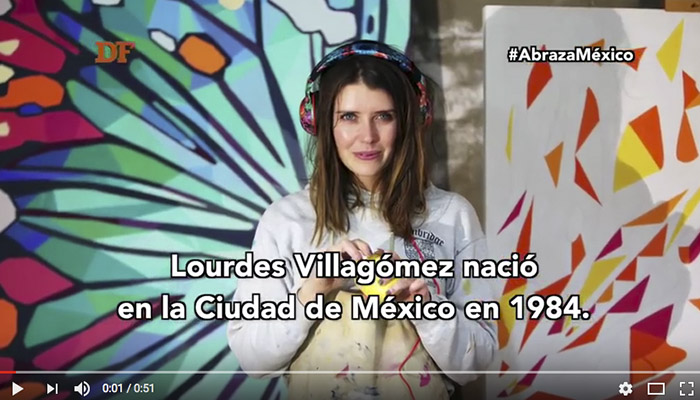 DF
#AbrazaMéxico
Lourdes Villagómez nació
en la Ciudad de México en 1984.
0:01 / 0:51